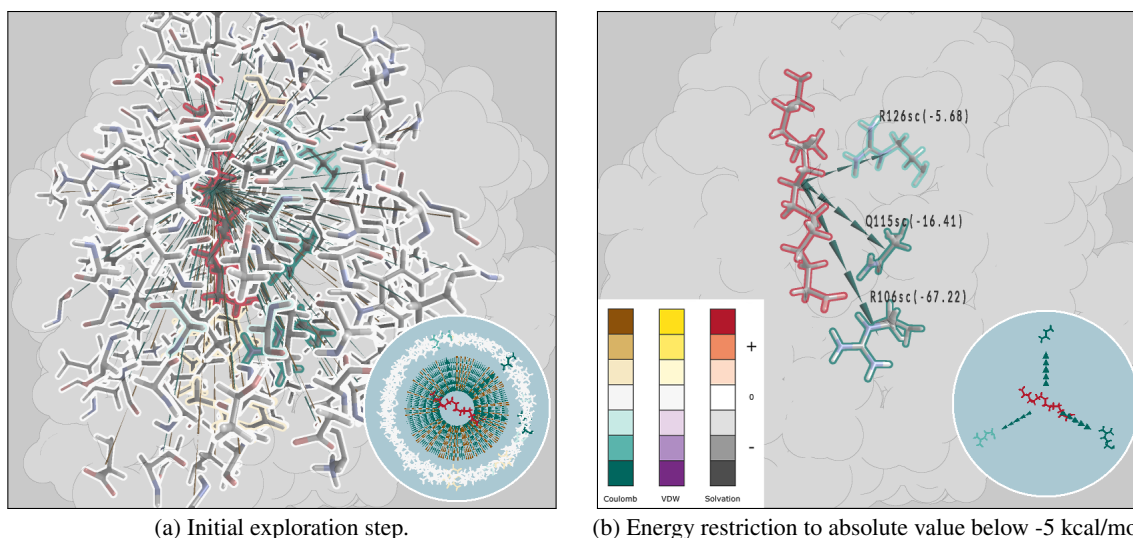 R126sc(-5.68)
Q115sc(-16.41)
R106sc(-67.22)
+
0
-
Coulomb VDW Solvation
(a) Initial exploration step.
(b) Energy restriction to absolute value below -5 kcal/mo